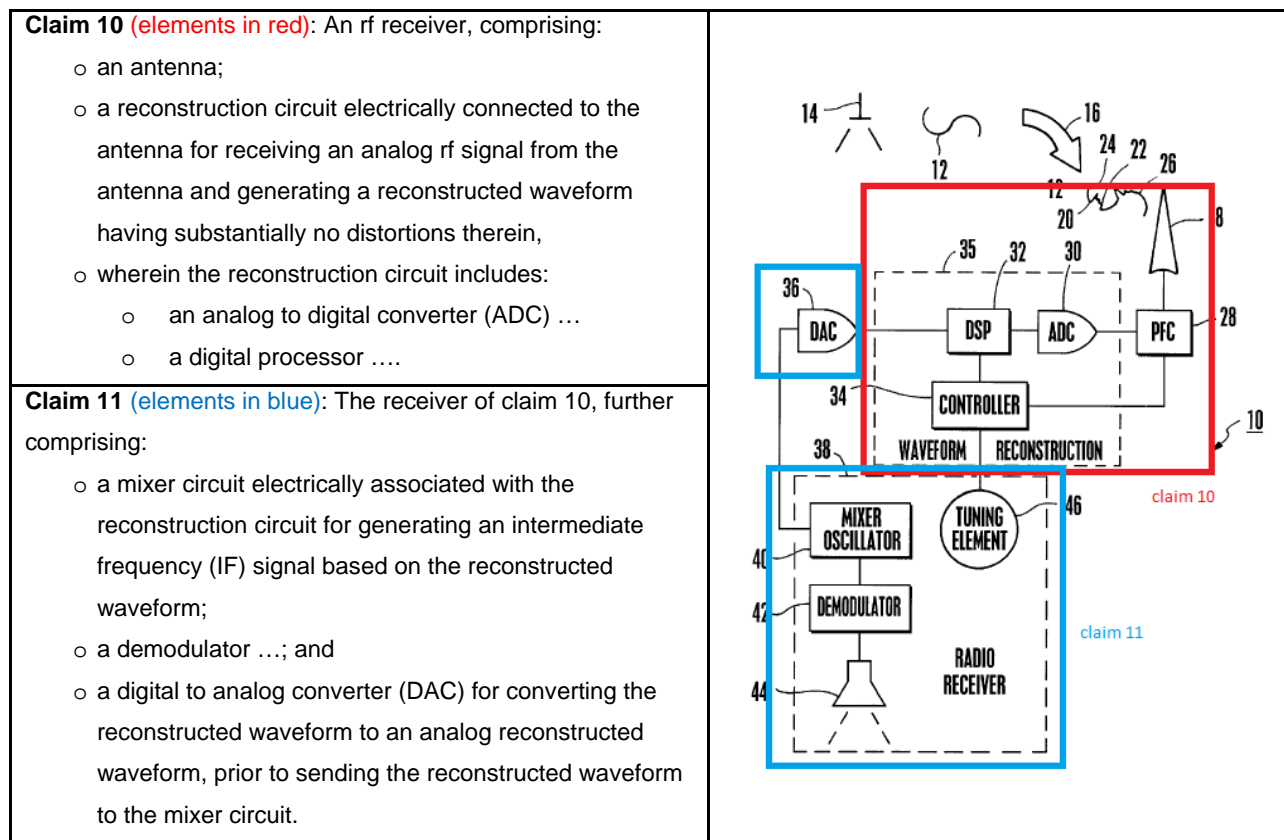 Claim 10 (elements in red): An rf receiver, comprising:
o an antenna;
o a reconstruction circuit electrically connected to the
antenna for receiving an analog rf signal from the
antenna and generating a reconstructed waveform
having substantially no distortions therein,
o wherein the reconstruction circuit includes:
o an analog to digital converter (ADC) …
o a digital processor ….
Claim 11 (elements in blue): The receiver of claim 10, further
comprising:
o a mixer circuit electrically associated with the
reconstruction circuit for generating an intermediate
frequency (IF) signal based on the reconstructed
waveform;
o a demodulator …; and
o a digital to analog converter (DAC) for converting the
reconstructed waveform to an analog reconstructed
waveform, prior to sending the reconstructed waveform
to the mixer circuit.
14
16
12
24
22
26
12
20
8
35
32
30
36
DAC
DSP
ADC
PFC
28
34
CONTROLLER
10
WAVEFORM RECONSTRUCTION
38
claim 10
MIXER
OSCILLATOR
TUNING
ELEMENT
46
40
DEMODULATOR
42
claim 11
RADIO
RECEIVER
44